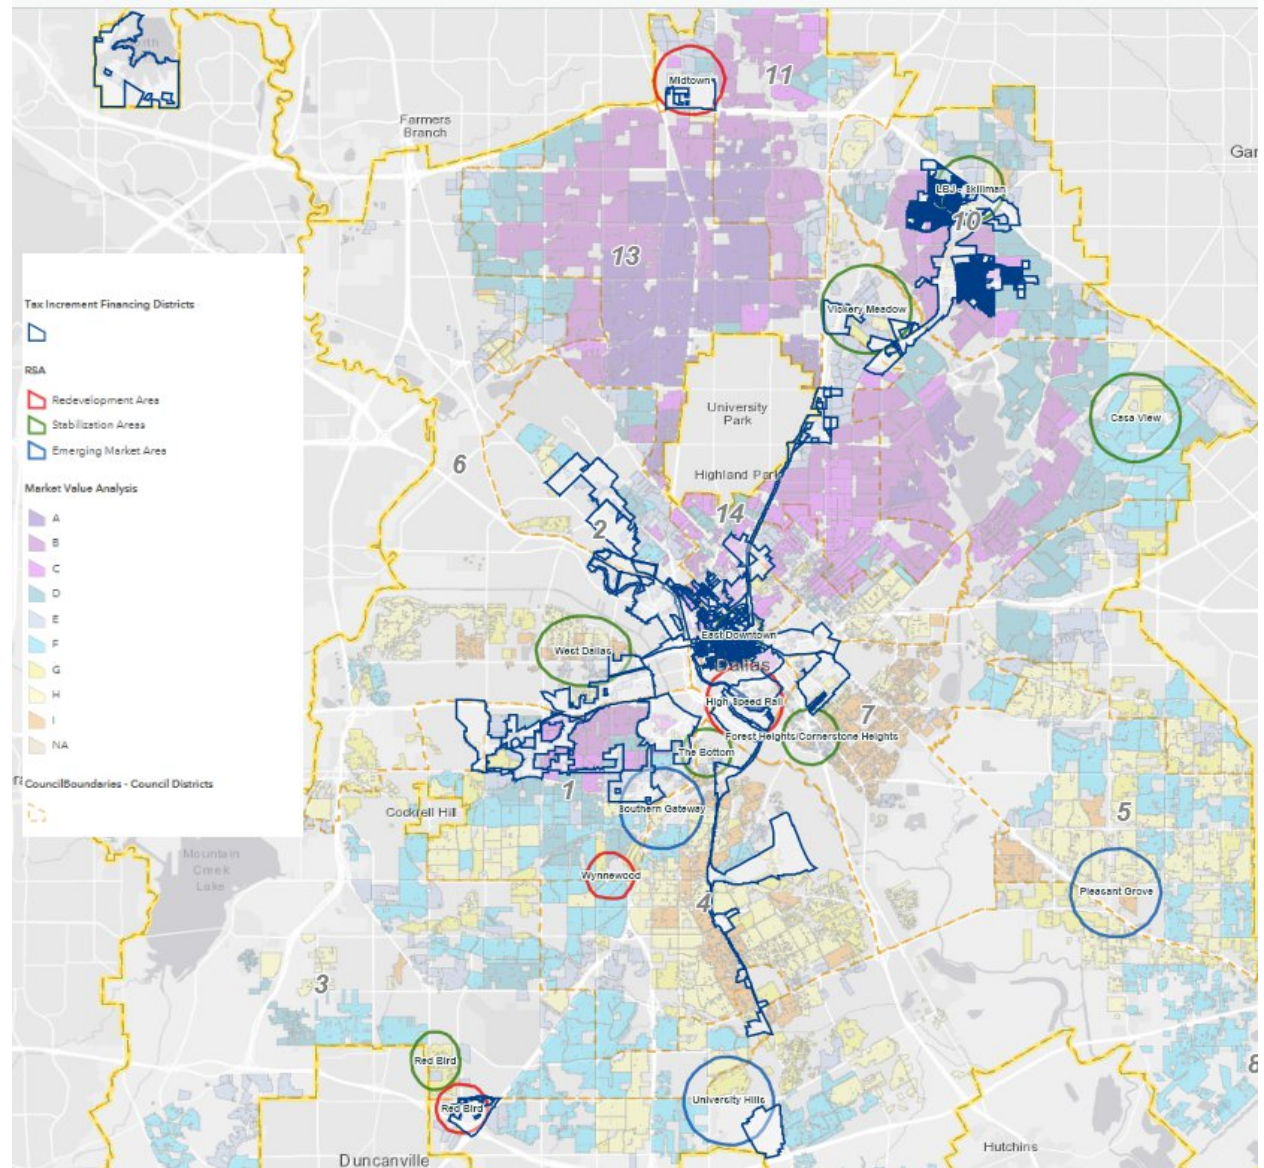 Midtown
11
Farmers
Branch
Gar
LBJ - Skillman
10
13
Tax Increment Financing Districts
Vickery Meadow
RSA
Redevelopment Area
Stabilization Areas
Emerging Market Area
University
Park
Casa View
6
Highland Park
Market Value Analysis
A
B
C
D
E
F
G
H
I
NA
14
2
East Downtown
West Dallas
Dallas
High Speed Rail
7
Forest Heights/Cornerstone Heights
The Bottom
CouncilBoundaries - Council Districts
1
Cockrell Hill
Southern Gateway
5
Mountain
Creek
Lake
Wynnewood
Pleasant Grove
4
3
Red Bird
8
University Hills
Red Bird
Hutchins
Duncanville